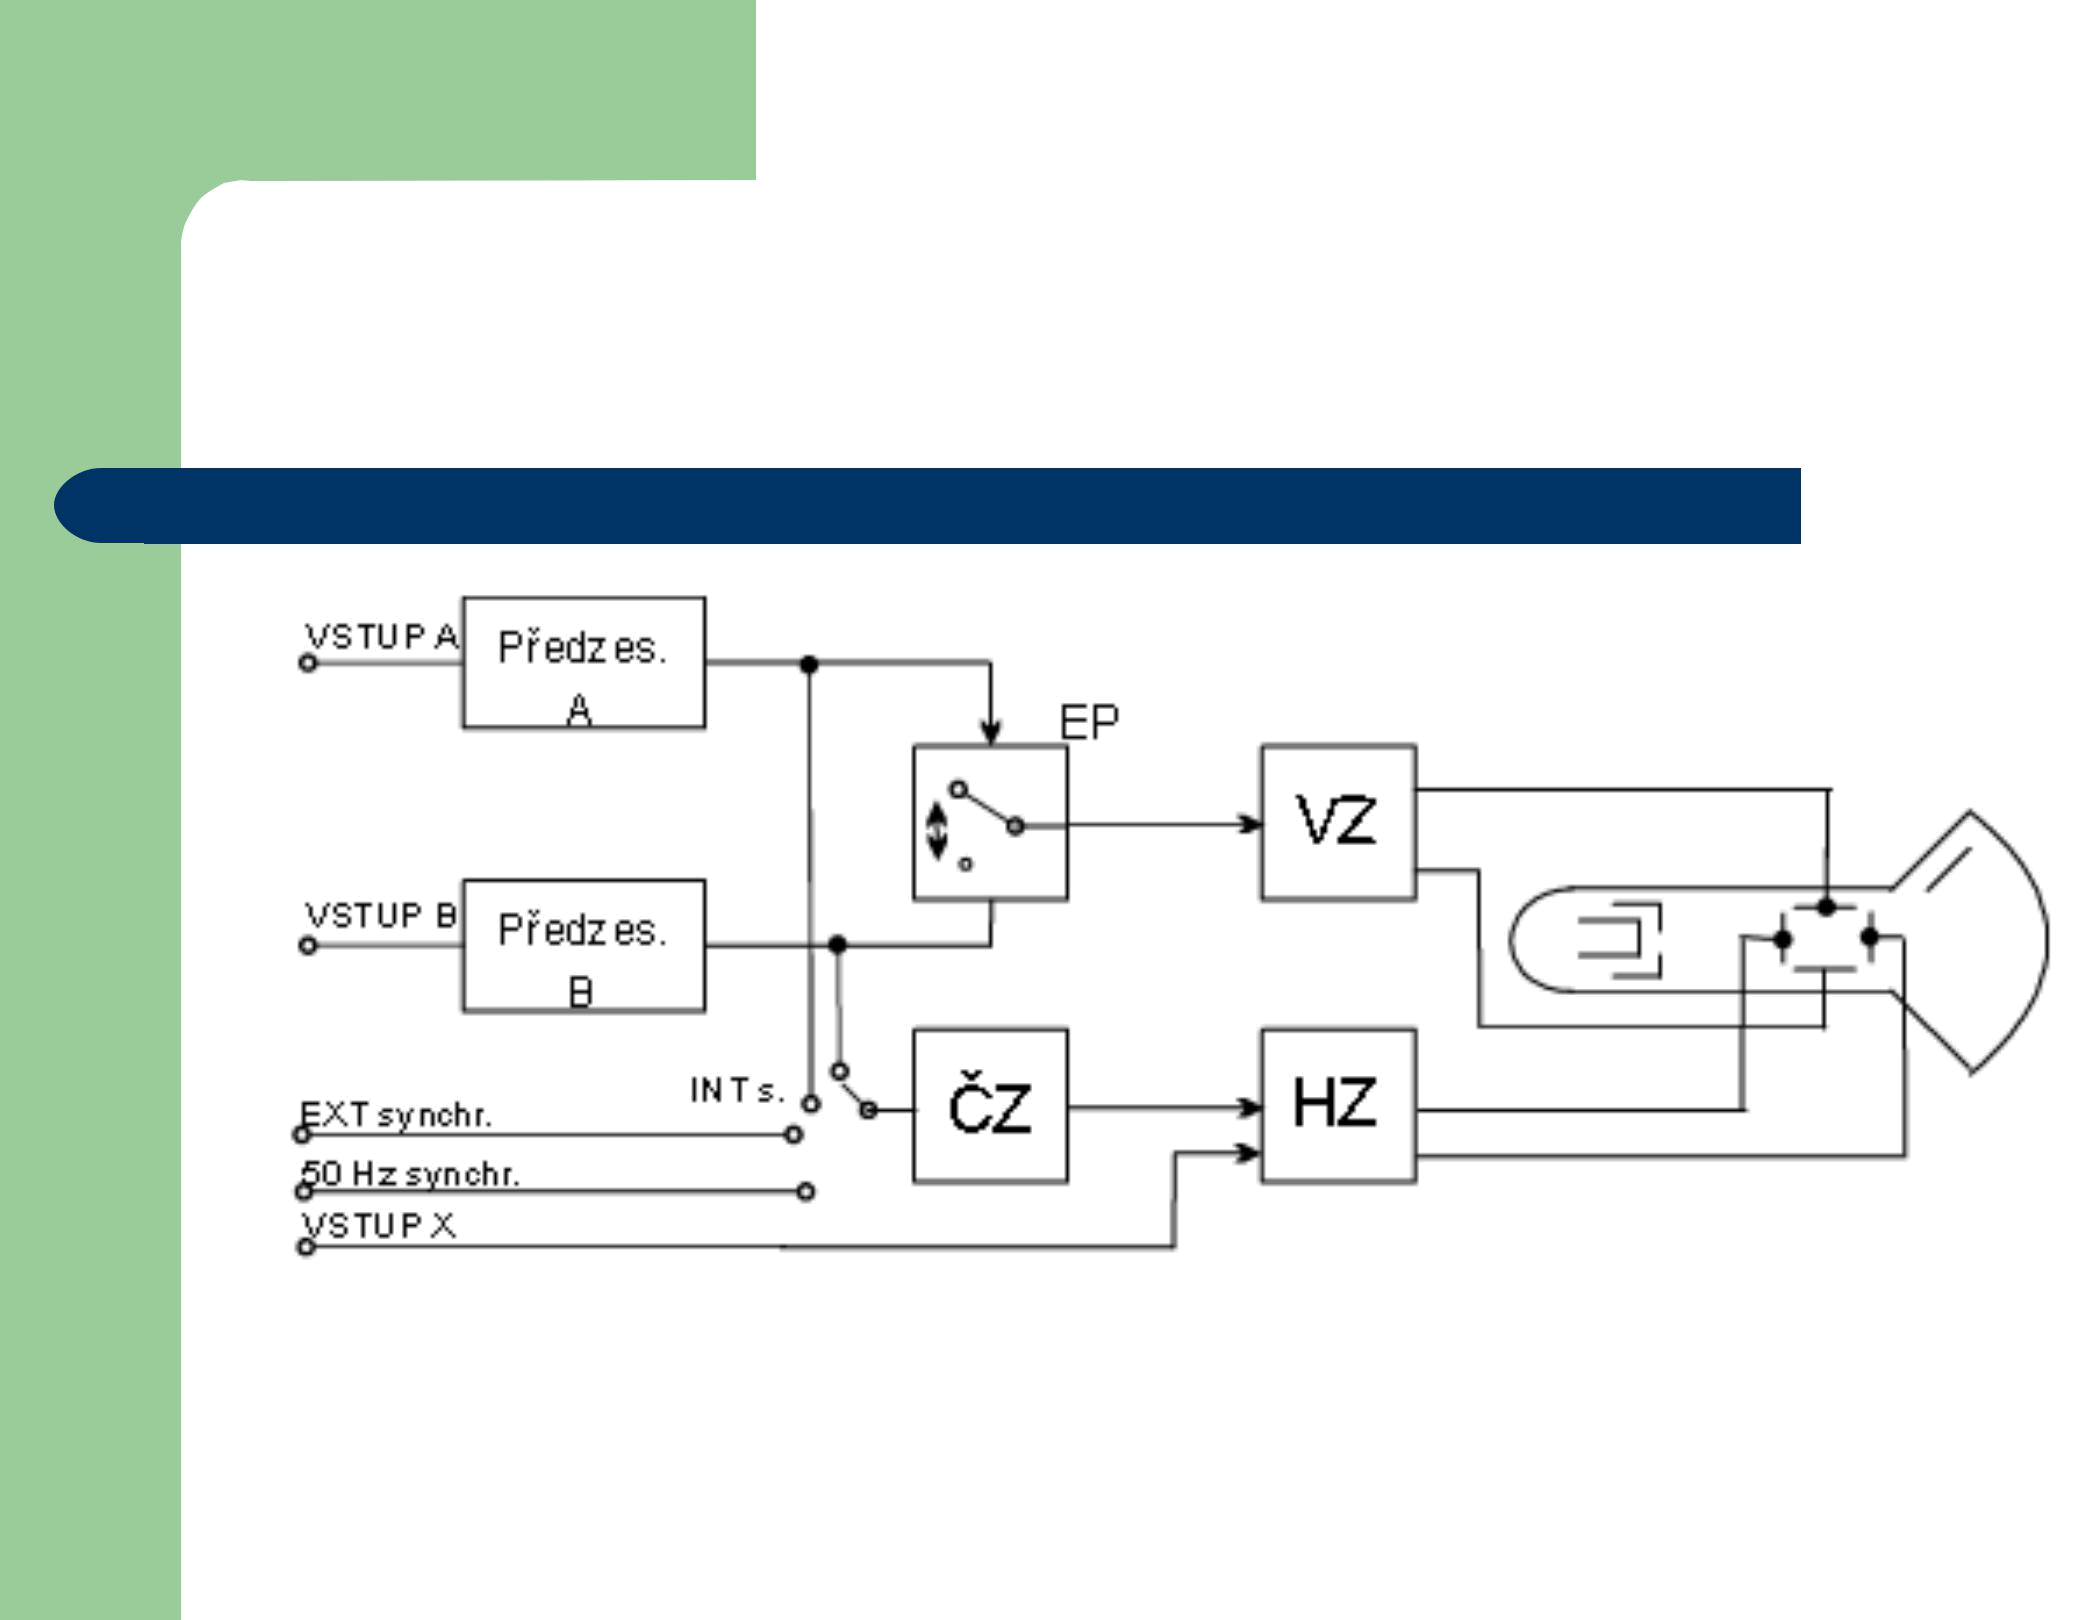 VSTUP A
Předzes.
A
EP
VZ
VSTUP B
Předzes.
B
INT s.
ČZ
HZ
EXT synchr.
50 Hz synchr.
VSTUP X